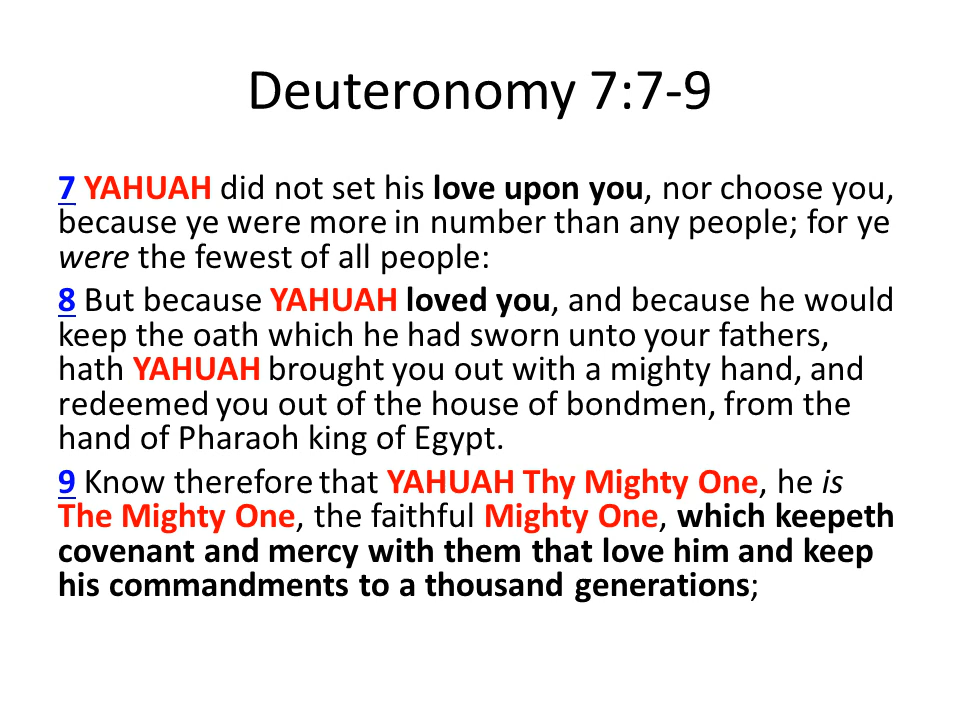 Deuteronomy 7:7-9
7 YAHUAH did not set his love upon you, nor choose you,
because ye were more in number than any people; for ye
were the fewest of all people:
8 But because YAHUAH loved you, and because he would
keep the oath which he had sworn unto your fathers,
hath YAHUAH brought you out with a mighty hand, and
redeemed you out of the house of bondmen, from the
hand of Pharaoh king of Egypt.
9 Know therefore that YAHUAH Thy Mighty One, he is
The Mighty One, the faithful Mighty One, which keepeth
covenant and mercy with them that love him and keep
his commandments to a thousand generations;